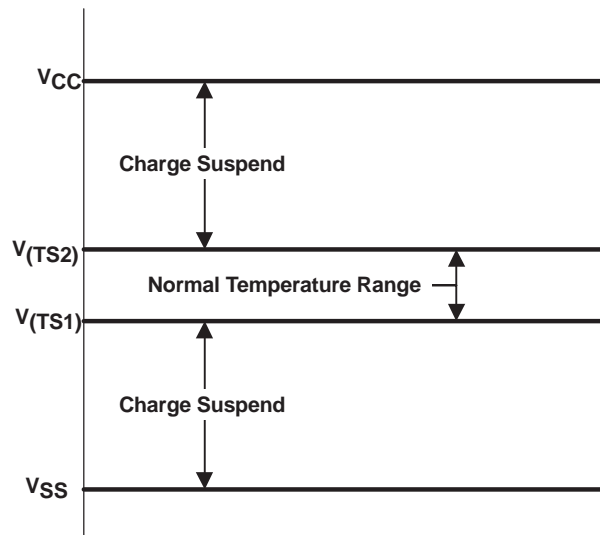 VCC
Charge Suspend
V(TS2)
Normal Temperature Range
V(TS1)
Charge Suspend
VSS